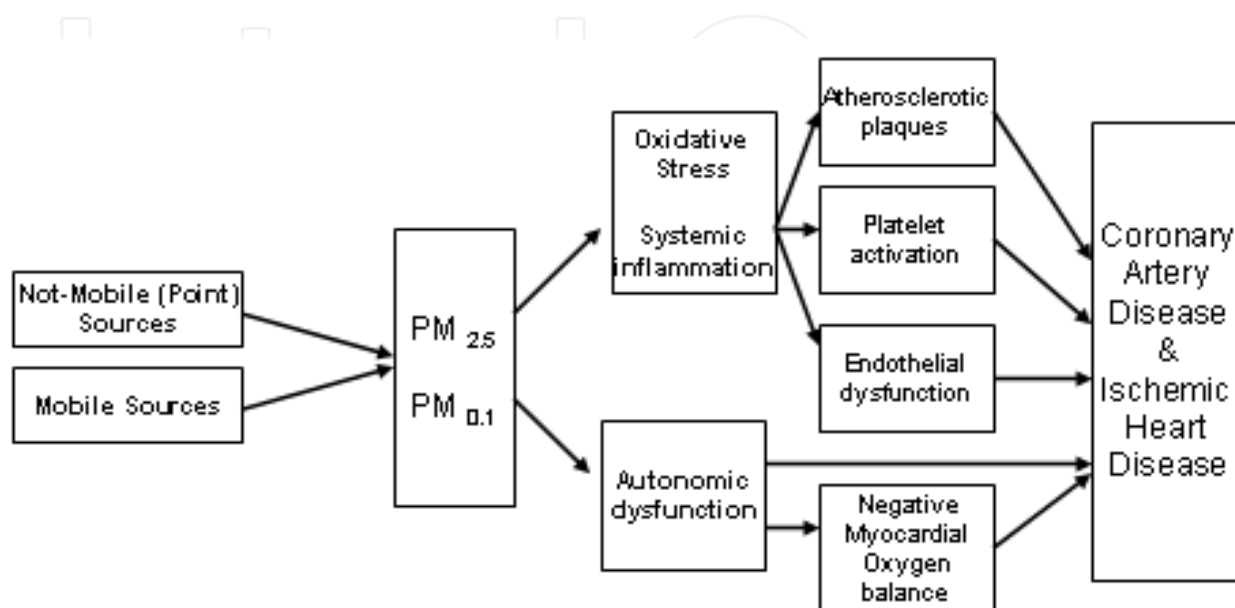 Not-Mobile (Point)
Sources
Mobile Sources
PM 2.5
PM 0.1
Oxidative
Stress
Systemic
inflammation
Autonomic
dysfunction
Atherosclerotic
plaques
Platelet
activation
Endothelial
dysfunction
Negative
Myocardial
Oxygen
balance
Coronary
Artery
Disease
&
Ischemic
Heart
Disease